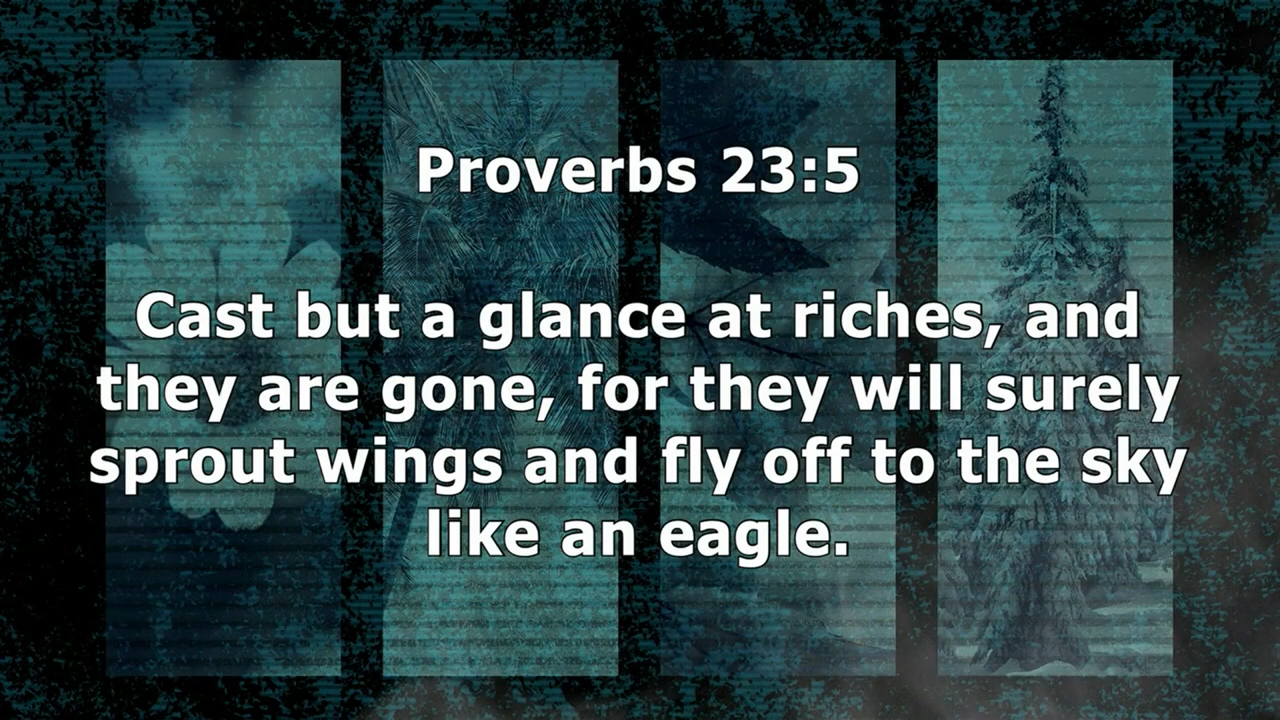 Proverbs 23:5
Cast but a glance at riches, and
they are gone, for they will surely
sprout wings and fly off to the sky
like an eagle.